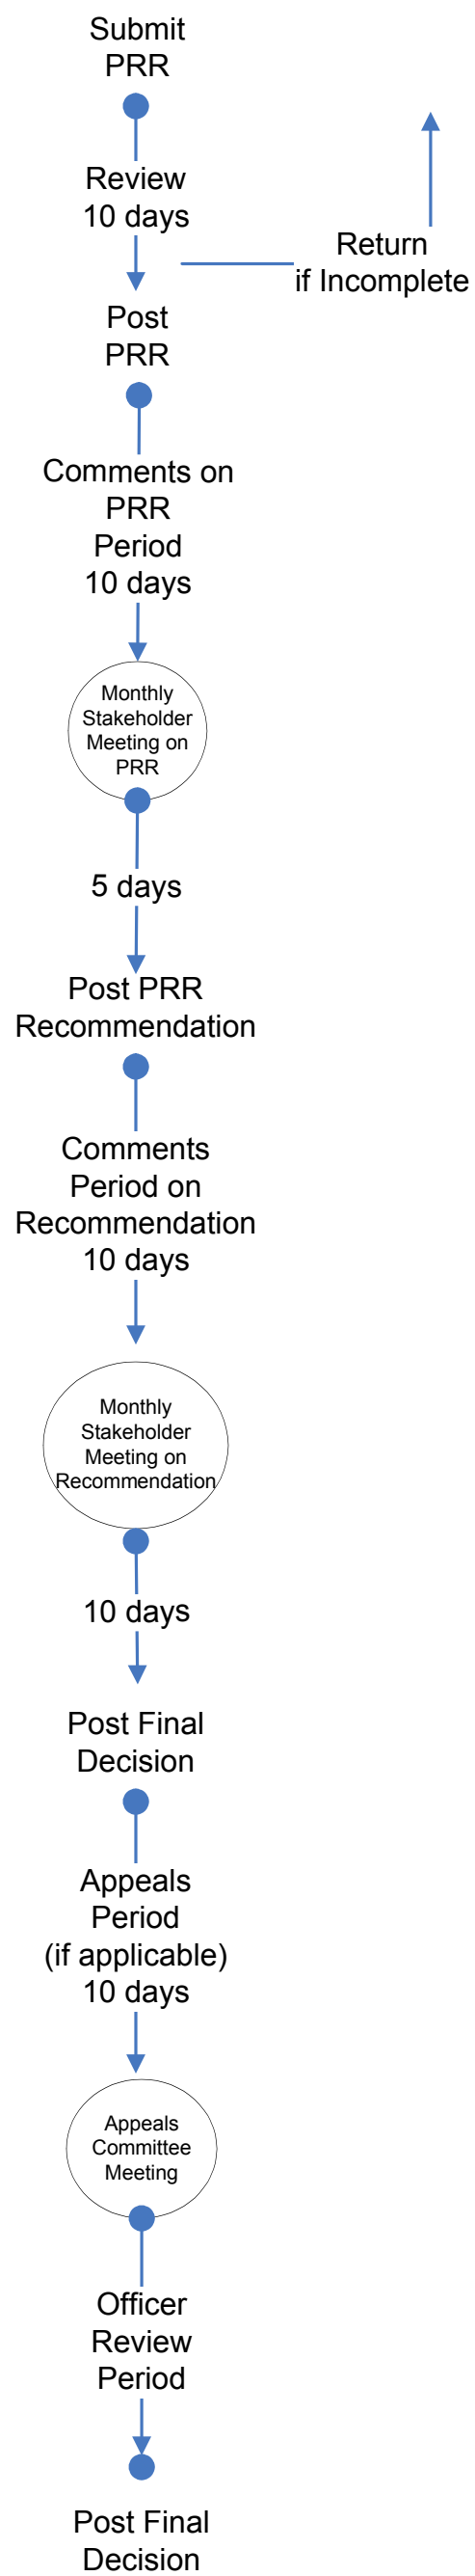 Submit
PRR
Review
10 days
Return
if Incomplete
Post
PRR
Comments on
PRR
Period
10 days
Monthly
Stakeholder
Meeting on
PRR
5 days
Post PRR
Recommendation
Comments
Period on
Recommendation
10 days
Monthly
Stakeholder
Meeting on
Recommendation
10 days
Post Final
Decision
Appeals
Period
(if applicable)
10 days
Appeals
Committee
Meeting
Officer
Review
Period
Post Final
Decision